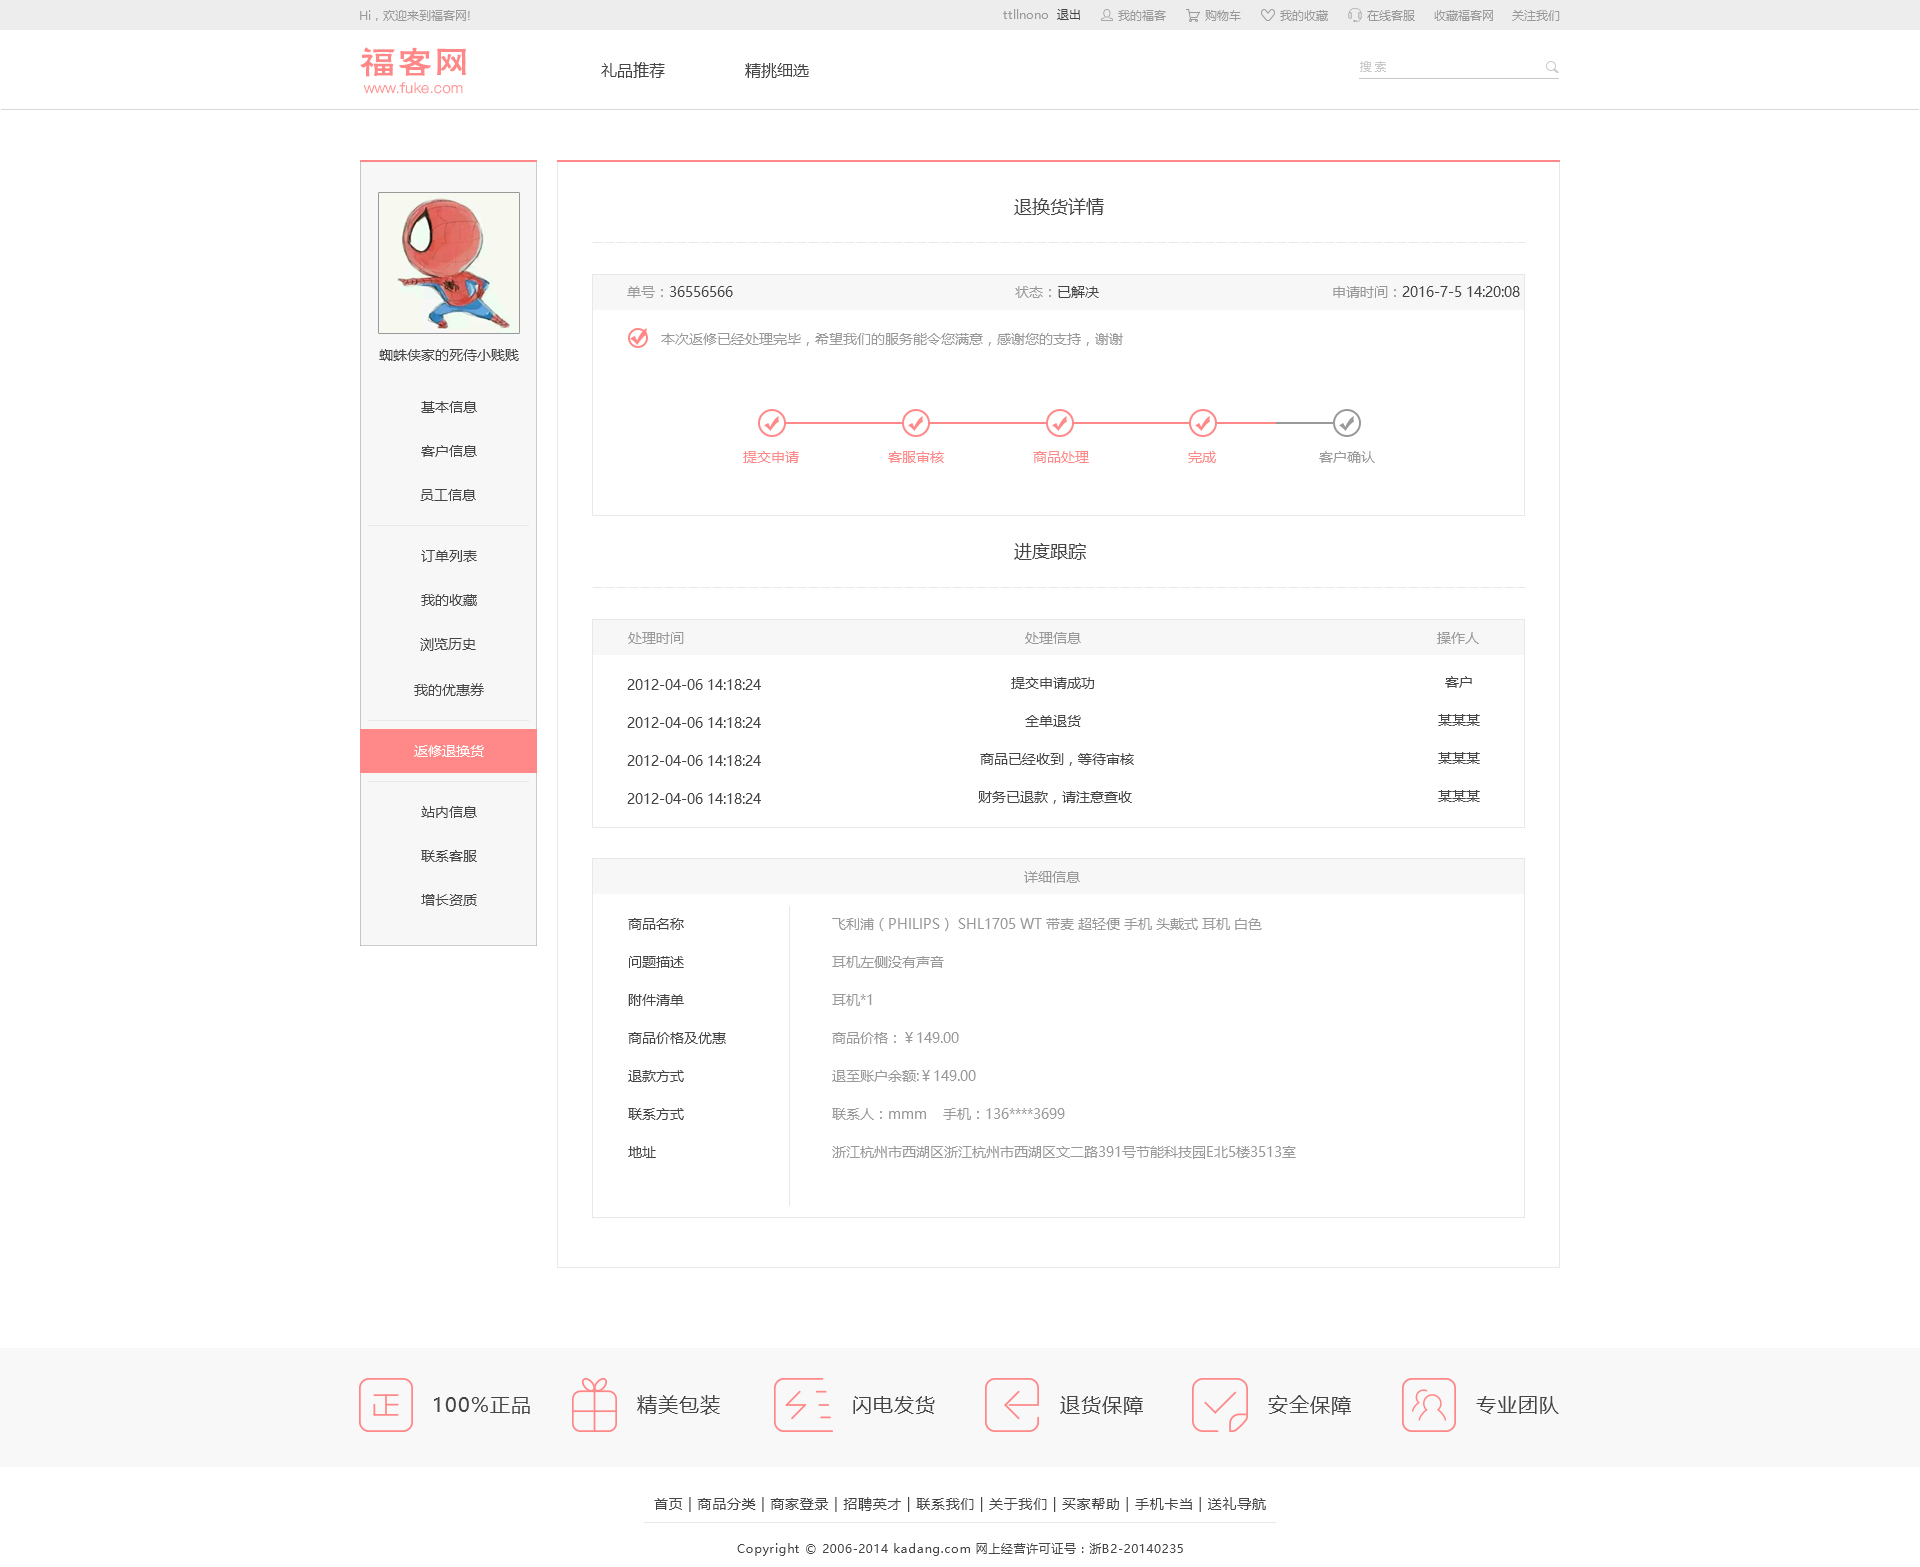 Hi，欢迎来到福客网!
ttllnono 退出 我的福客 购物车 我的收藏 在线客服 收藏福客网 关注我们
福客网
www.fuke.com
礼品推荐 精挑细选
搜索
蜘蛛侠家的死侍小贱贱
基本信息
客户信息
员工信息
订单列表
我的收藏
浏览历史
我的优惠券
返修退换货
站内信息
联系客服
增长资质
退换货详情
单号：36556566 状态：已解决 申请时间：2016-7-5 14:20:08
本次返修已经处理完毕，希望我们的服务能令您满意，感谢您的支持，谢谢
提交申请 客服审核 商品处理 完成 客户确认
进度跟踪
处理时间 处理信息 操作人
2012-04-06 14:18:24 提交申请成功 客户
2012-04-06 14:18:24 全单退货 某某某
2012-04-06 14:18:24 商品已经收到，等待审核 某某某
2012-04-06 14:18:24 财务已退款，请注意查收 某某某
详细信息
商品名称 飞利浦（PHILIPS） SHL1705 WT 带麦 超轻便 手机 头戴式 耳机 白色
问题描述 耳机左侧没有声音
附件清单 耳机*1
商品价格及优惠 商品价格：￥149.00
退款方式 退至账户余额:￥149.00
联系方式 联系人：mmm 手机：136****3699
地址 浙江杭州市西湖区浙江杭州市西湖区文二路391号节能科技园E北5楼3513室
正 100%正品 精美包装 闪电发货 退货保障 安全保障 专业团队
首页 | 商品分类 | 商家登录 | 招聘英才 | 联系我们 | 关于我们 | 买家帮助 | 手机卡当 | 送礼导航
Copyright © 2006-2014 kadang.com 网上经营许可证号：浙B2-20140235